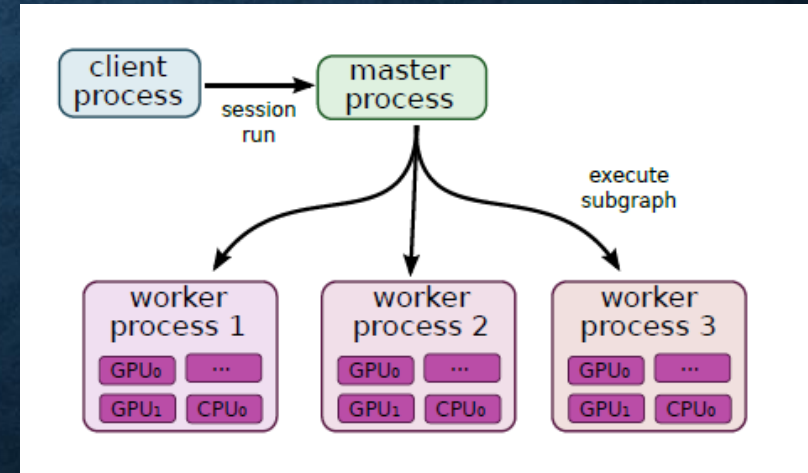 client
process
session
run
master
process
execute
subgraph
worker
process 1
GPU₀ ...
GPU₁ CPU₀
worker
process 2
GPU₀ ...
GPU₁ CPU₀
worker
process 3
GPU₀ ...
GPU₁ CPU₀